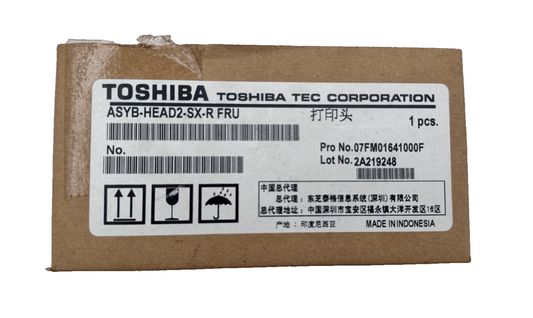 TOSHIBA TOSHIBA TEC CORPORATION
ASYB-HEAD2-SX-R FRU 打印头 1 pcs.
No. Pro No.07FM01641000F
Lot No. 2A219248
中国总代理
总代理: 东芝泰格信息系统(深圳)有限公司
总代理地址: 中国深圳市宝安区福永镇大洋开发区16区
产地: 印度尼西亚 MADE IN INDONESIA